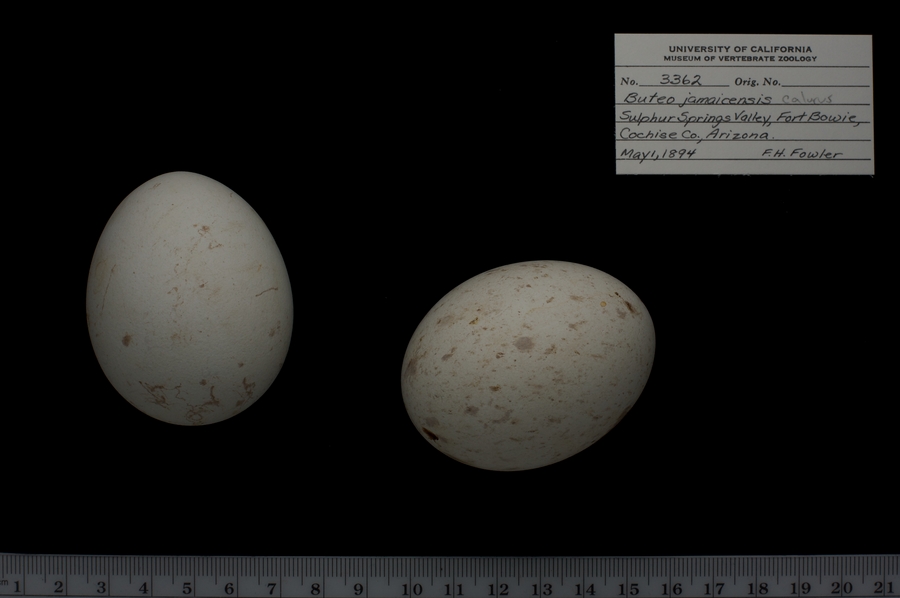 UNIVERSITY OF CALIFORNIA
MUSEUM OF VERTEBRATE ZOOLOGY
No. 3362 Orig. No.
Buteo jamaicensis calurus
Sulphur Springs Valley, Fort Bowie,
Cochise Co., Arizona.
May 1, 1894 F.H. Fowler
cm 1 2 3 4 5 6 7 8 9 10 11 12 13 14 15 16 17 18 19 20 21